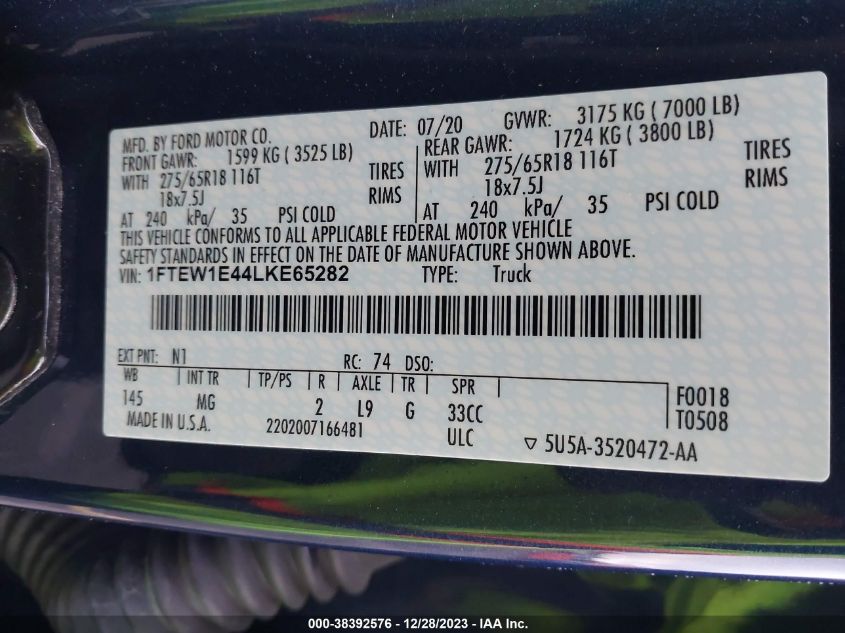 MFD. BY FORD MOTOR CO.
DATE: 07/20 GVWR: 3175 KG ( 7000 LB)
FRONT GAWR: 1599 KG ( 3525 LB)
REAR GAWR: 1724 KG ( 3800 LB)
WITH 275/65R18 116T TIRES
WITH 275/65R18 116T TIRES
18x7.5J RIMS
18x7.5J RIMS
AT 240 kPa/ 35 PSI COLD
AT 240 kPa/ 35 PSI COLD
THIS VEHICLE CONFORMS TO ALL APPLICABLE FEDERAL MOTOR VEHICLE
SAFETY STANDARDS IN EFFECT ON THE DATE OF MANUFACTURE SHOWN ABOVE.
VIN: 1FTEW1E44LKE65282 TYPE: Truck
EXT PNT: N1 RC: 74 DSO:
WB | INT TR | TP/PS | R | AXLE | TR | SPR |
F0018
145 MG 2 L9 G 33CC
T0508
MADE IN U.S.A. 2202007166481 ULC ▽ 5U5A-3520472-AA
000-38392576 - 12/28/2023 - IAA Inc.